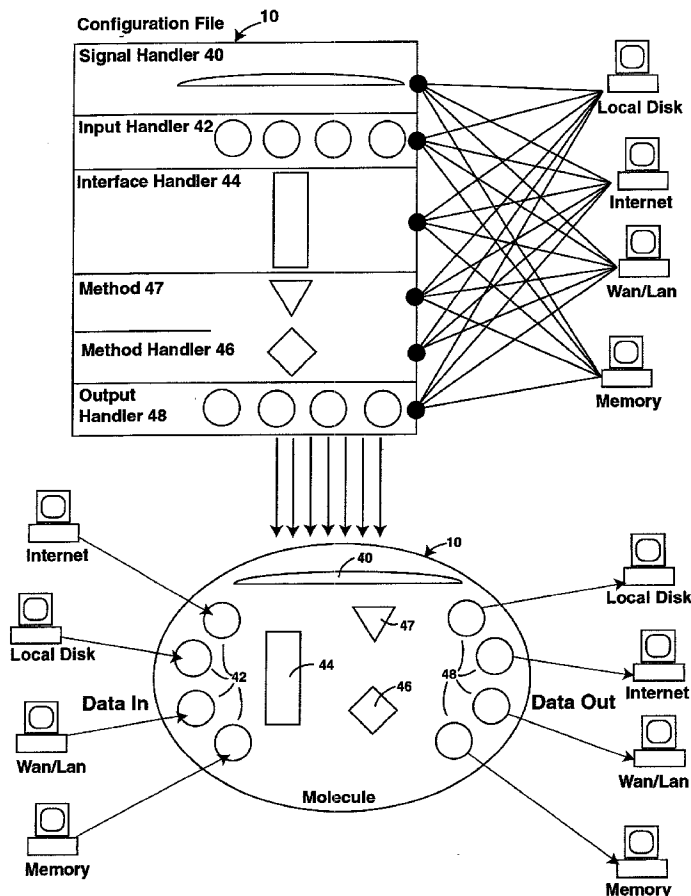 Configuration File
10
Signal Handler 40
Input Handler 42
Interface Handler 44
Method 47
Method Handler 46
Output
Handler 48
Local Disk
Internet
Wan/Lan
Memory
10
40
47
44
42
46
48
Internet
Local Disk
Data In
Wan/Lan
Memory
Molecule
Local Disk
Internet
Data Out
Wan/Lan
Memory